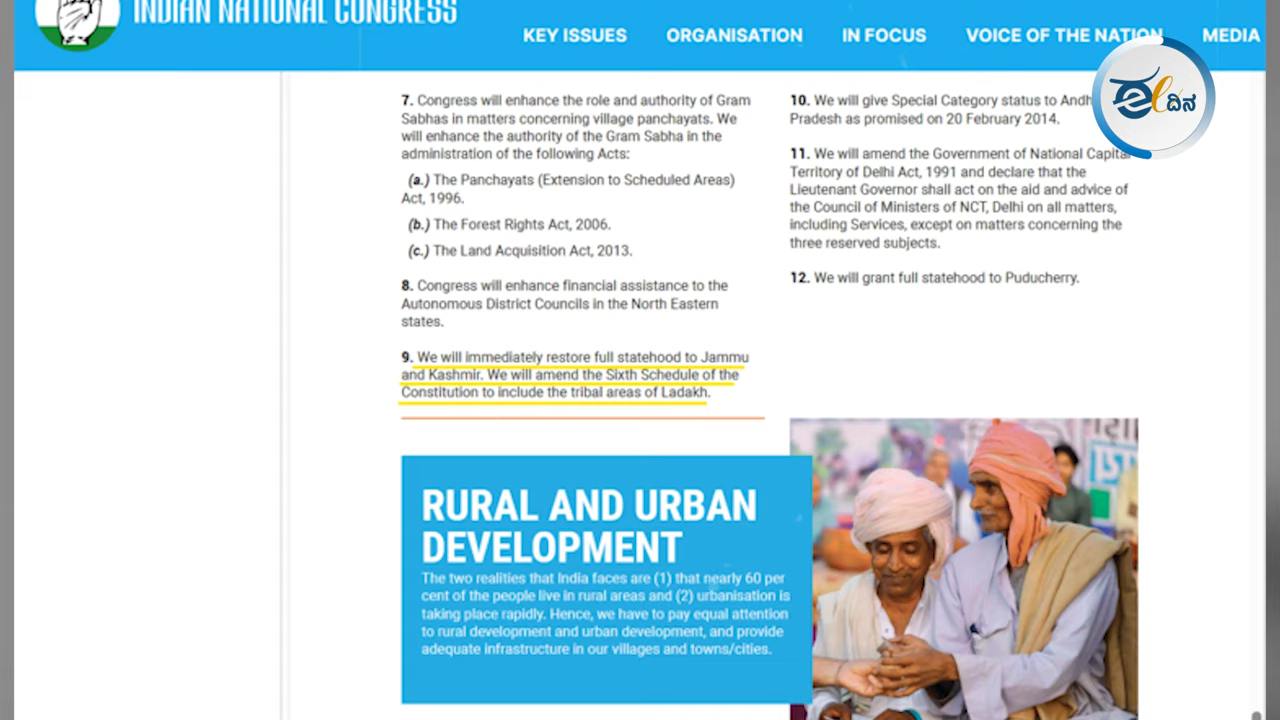 INDIAN NATIONAL CONGRESS
KEY ISSUES ORGANISATION IN FOCUS VOICE OF THE NATION MEDIA
ಈ ದಿನ
7. Congress will enhance the role and authority of Gram
Sabhas in matters concerning village panchayats. We
will enhance the authority of the Gram Sabha in the
administration of the following Acts:
(a.) The Panchayats (Extension to Scheduled Areas)
Act, 1996.
(b.) The Forest Rights Act, 2006.
(c.) The Land Acquisition Act, 2013.
8. Congress will enhance financial assistance to the
Autonomous District Councils in the North Eastern
states.
9. We will immediately restore full statehood to Jammu
and Kashmir. We will amend the Sixth Schedule of the
Constitution to include the tribal areas of Ladakh.
10. We will give Special Category status to Andh
Pradesh as promised on 20 February 2014.
11. We will amend the Government of National Capital
Territory of Delhi Act, 1991 and declare that the
Lieutenant Governor shall act on the aid and advice of
the Council of Ministers of NCT, Delhi on all matters,
including Services, except on matters concerning the
three reserved subjects.
12. We will grant full statehood to Puducherry.
RURAL AND URBAN
DEVELOPMENT
The two realities that India faces are (1) that nearly 60 per
cent of the people live in rural areas and (2) urbanisation is
taking place rapidly. Hence, we have to pay equal attention
to rural development and urban development, and provide
adequate infrastructure in our villages and towns/cities.